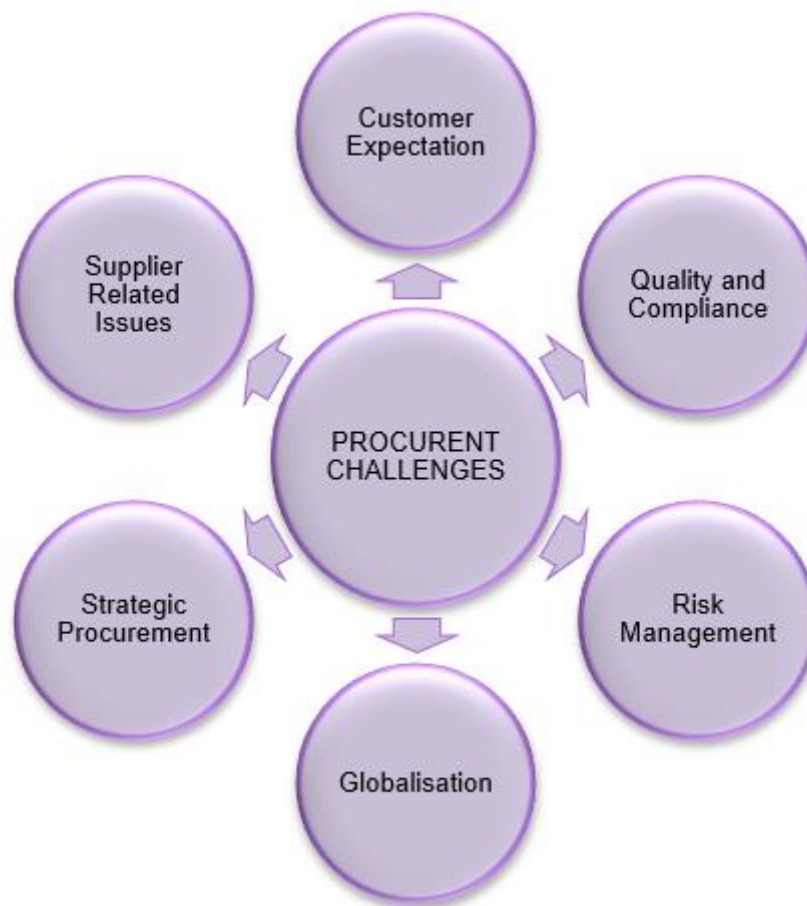 Customer
Expectation
Supplier
Related
Issues
Quality and
Compliance
PROCURENT
CHALLENGES
Strategic
Procurement
Risk
Management
Globalisation